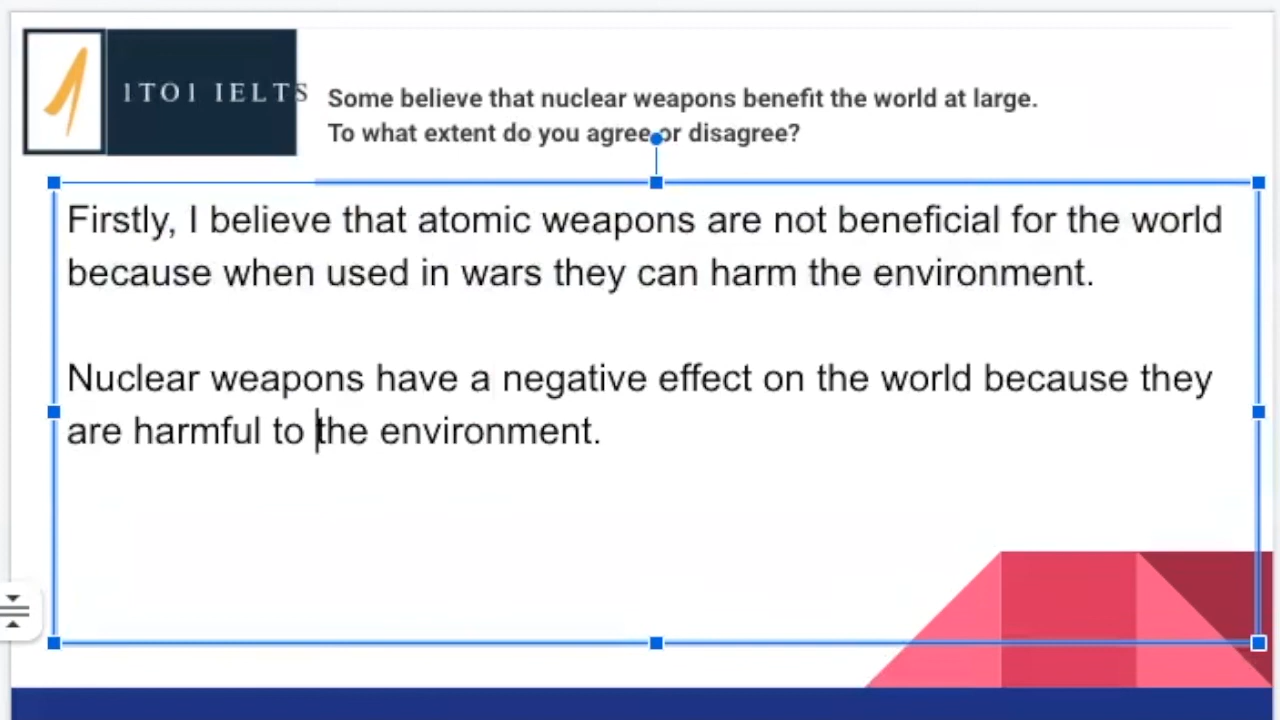 1TO1 IELTS
Some believe that nuclear weapons benefit the world at large.
To what extent do you agree or disagree?
Firstly, I believe that atomic weapons are not beneficial for the world
because when used in wars they can harm the environment.
Nuclear weapons have a negative effect on the world because they
are harmful to the environment.